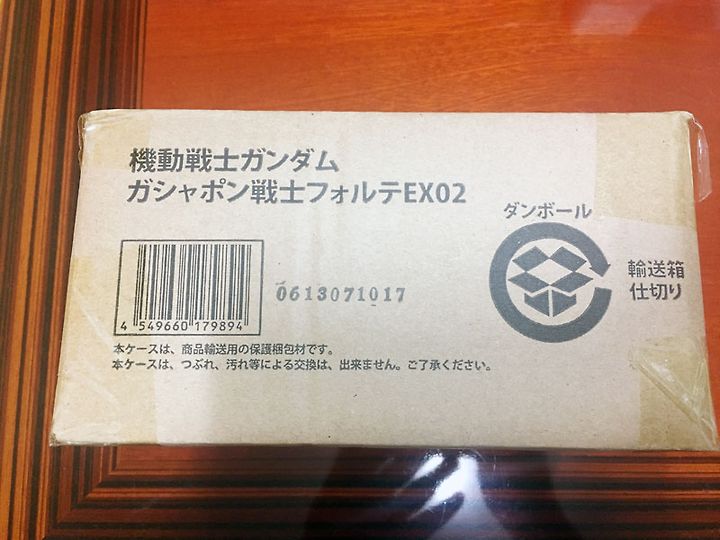 機動戦士ガンダム
ガシャポン戦士フォルテEX02
ダンボール
輸送箱
仕切り
4 549660 179894
0613071017
本ケースは、商品輸送用の保護梱包材です。
本ケースは、つぶれ、汚れ等による交換は、出来ません。ご了承ください。